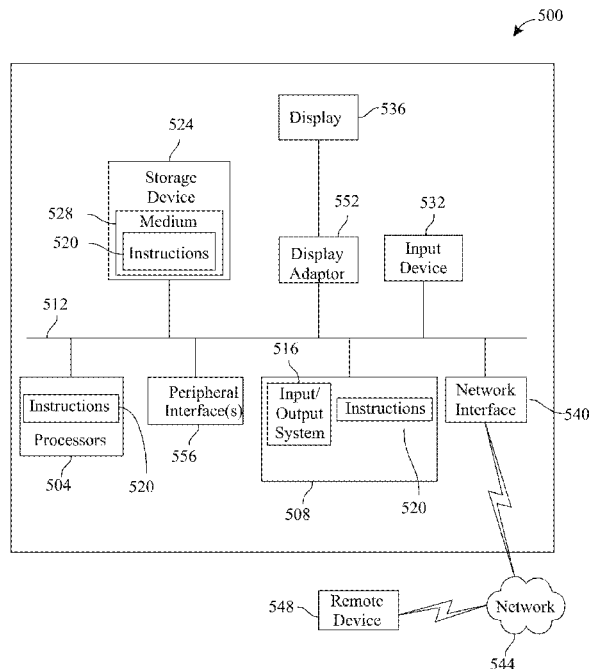 500
Display
536
524
Storage
Device
528
Medium
520
Instructions
552
Display
Adaptor
532
Input
Device
512
Instructions
Processors
504
520
Peripheral
Interface(s)
556
516
Input/
Output
System
Instructions
508
520
Network
Interface
540
548
Remote
Device
Network
544